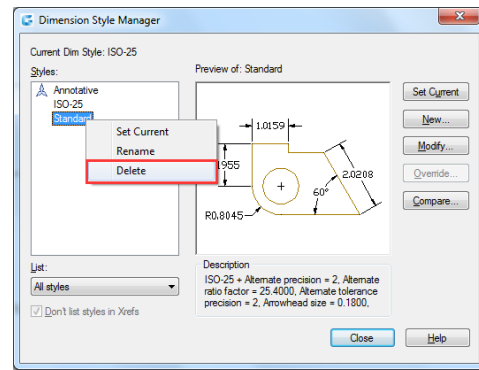 Dimension Style Manager
Current Dim Style: ISO-25
Styles:
Preview of: Standard
Annotative
ISO-25
Standard
Set Current
Rename
Delete
1.0159
1955
2.0208
60°
R0.8045
Set Current
New...
Modify...
Override...
Compare...
List:
All styles
Don't list styles in Xrefs
Description
ISO-25 + Alternate precision = 2, Alternate
ratio factor = 25.4000, Alternate tolerance
precision = 2, Arrowhead size = 0.1800,
Close
Help